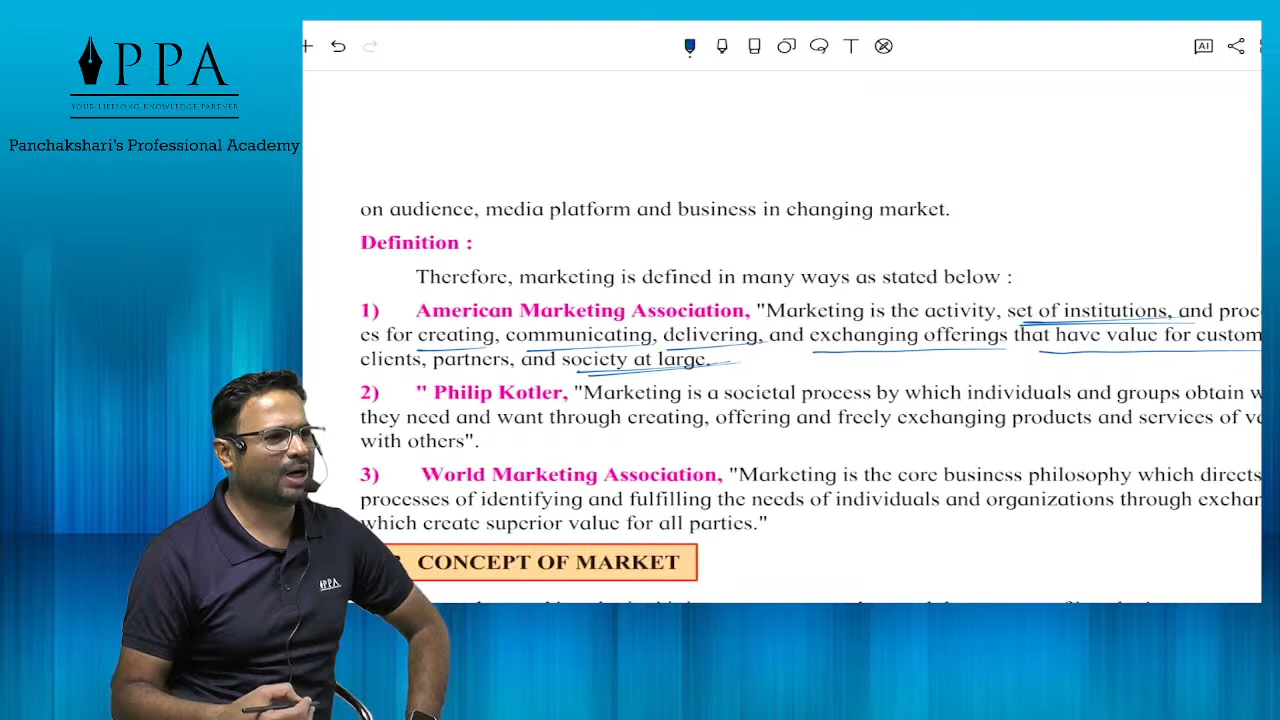 PPA
YOUR LIFELONG KNOWLEDGE PARTNER
Panchakshari's Professional Academy
AI
T
on audience, media platform and business in changing market.
Definition :
Therefore, marketing is defined in many ways as stated below :
1) American Marketing Association, "Marketing is the activity, set of institutions, and proc
es for creating, communicating, delivering, and exchanging offerings that have value for custom
clients, partners, and society at large.
2) " Philip Kotler, "Marketing is a societal process by which individuals and groups obtain w
they need and want through creating, offering and freely exchanging products and services of v
with others".
3) World Marketing Association, "Marketing is the core business philosophy which directs
processes of identifying and fulfilling the needs of individuals and organizations through exchan
which create superior value for all parties."
CONCEPT OF MARKET
PPA